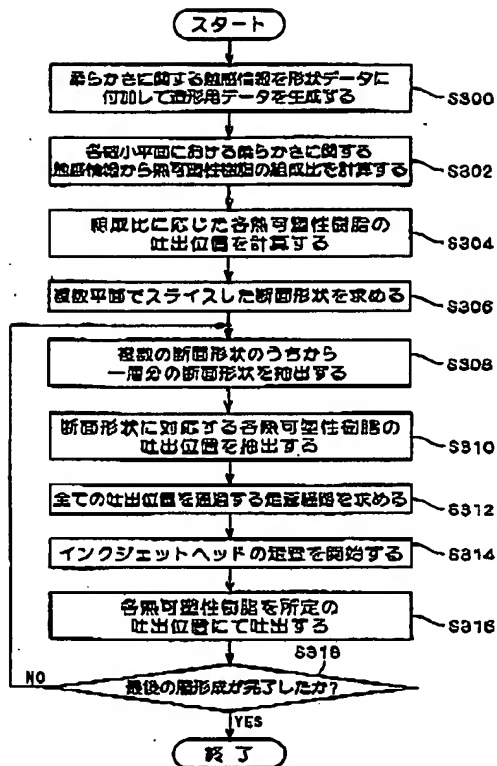 スタート
柔らかさに関する触感情報を形状データに
付加して造形用データを生成する
S300
各微小平面における柔らかさに関する
触感情報から熱可塑性樹脂の組成比を計算する
S302
組成比に応じた各熱可塑性樹脂の
吐出位置を計算する
S304
複数平面でスライスした断面形状を求める
S306
複数の断面形状のうちから
一層分の断面形状を抽出する
S308
断面形状に対応する各熱可塑性樹脂の
吐出位置を抽出する
S310
全ての吐出位置を通過する走査経路を求める
S312
インクジェットヘッドの走査を開始する
S314
各熱可塑性樹脂を所定の
吐出位置にて吐出する
S316
S318
NO
最後の層形成が完了したか?
YES
終了